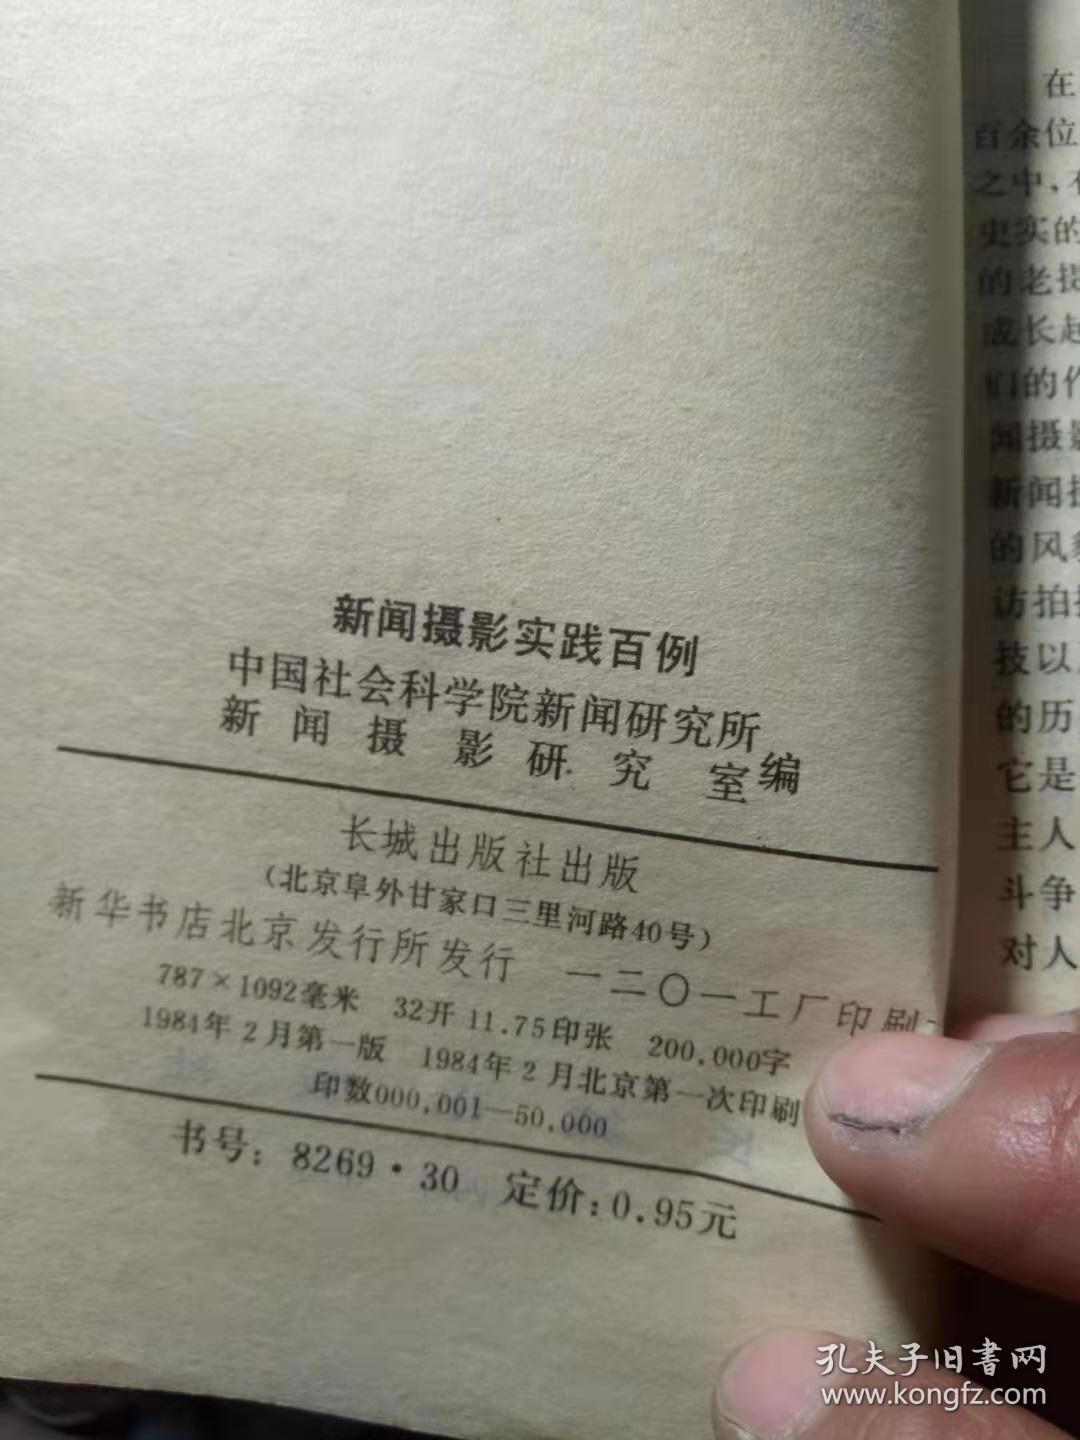 新闻摄影实践百例
中国社会科学院新闻研究所
新闻摄影研究室编
长城出版社出版
（北京阜外甘家口三里河路40号）
新华书店北京发行所发行 一二〇一工厂印刷
787×1092毫米 32开 11.75印张 200,000字
1984年2月第一版 1984年2月北京第一次印刷
印数000,001—50,000
书号：8269·30 定价：0.95元
在
百余位
之中，
史实的
的老摄
成长起
们的作
闻摄影
新闻摄
的风貌
访拍
技以
的历
它是
主人
斗争
对人
孔夫子旧書网
www.kongfz.com